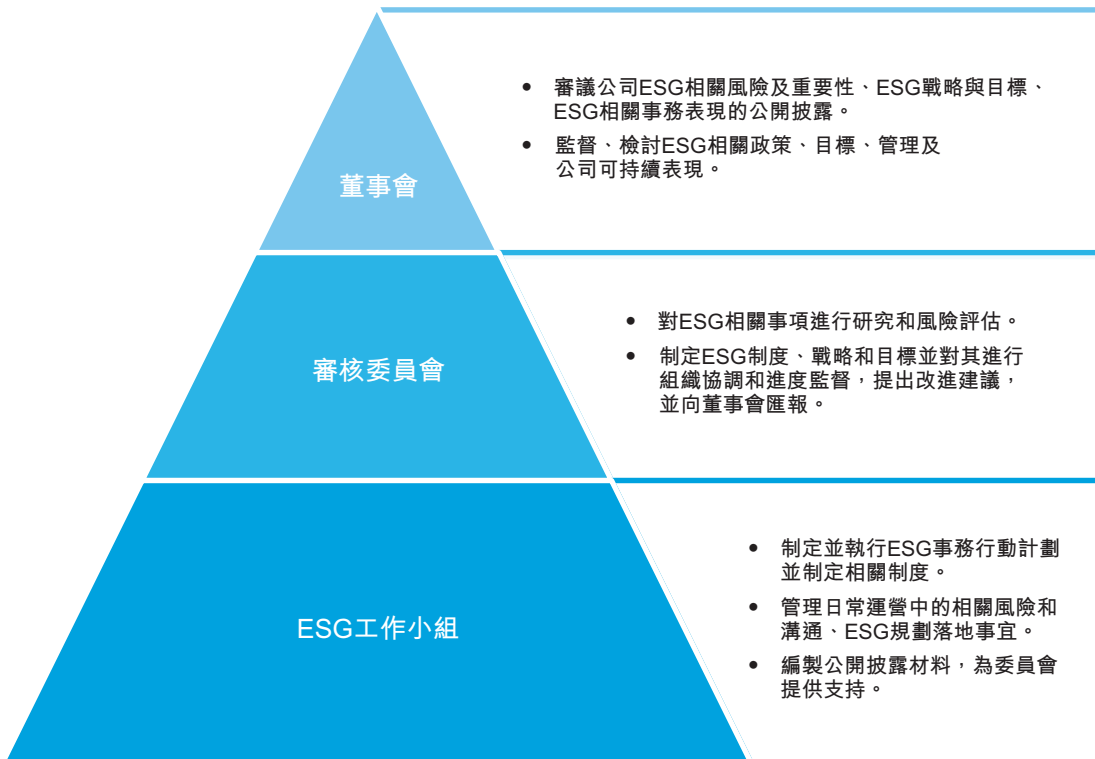 董事會
• 審議公司ESG相關風險及重要性、ESG戰略與目標、
ESG相關事務表現的公開披露。
• 監督、檢討ESG相關政策、目標、管理及
公司可持續表現。
審核委員會
• 對ESG相關事項進行研究和風險評估。
• 制定ESG制度、戰略和目標並對其進行
組織協調和進度監督，提出改進建議，
並向董事會匯報。
ESG工作小組
• 制定並執行ESG事務行動計劃
並制定相關制度。
• 管理日常運營中的相關風險和
溝通、ESG規劃落地事宜。
• 編製公開披露材料，為委員會
提供支持。